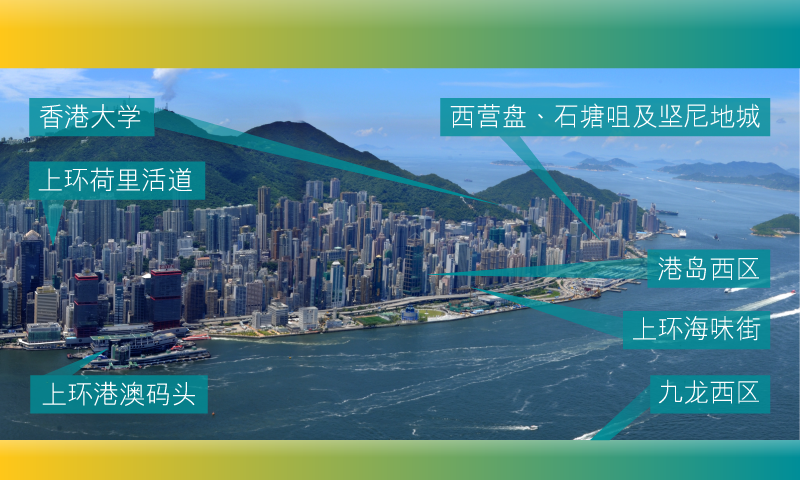 香港大学
西营盘、石塘咀及坚尼地城
上环荷里活道
港岛西区
上环海味街
上环港澳码头
九龙西区